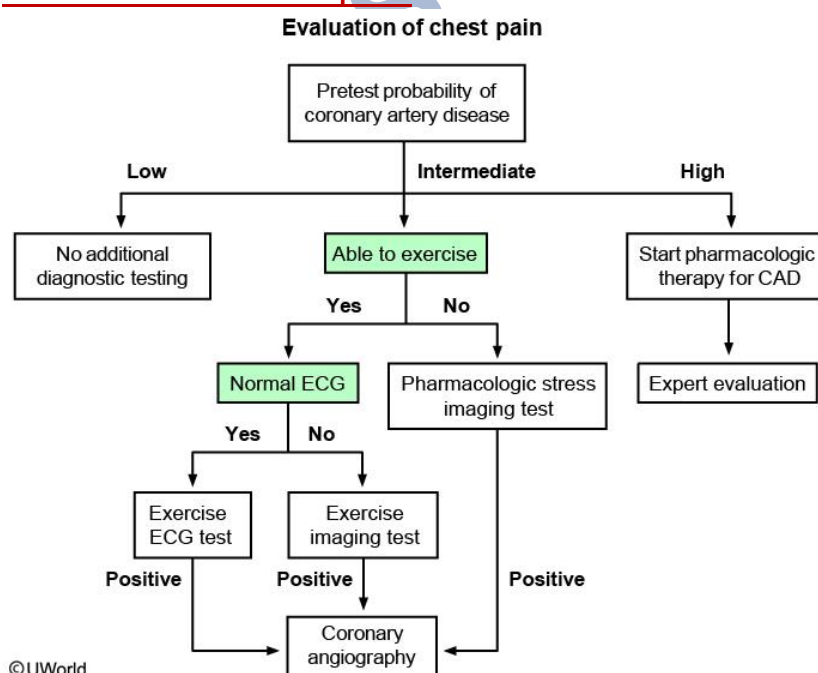 Evaluation of chest pain
Pretest probability of
coronary artery disease
Low
Intermediate
High
No additional
diagnostic testing
Able to exercise
Start pharmacologic
therapy for CAD
Yes
No
Normal ECG
Pharmacologic stress
imaging test
Expert evaluation
Yes
No
Exercise
ECG test
Exercise
imaging test
Positive
Positive
Positive
Coronary
angiography
©UWorld